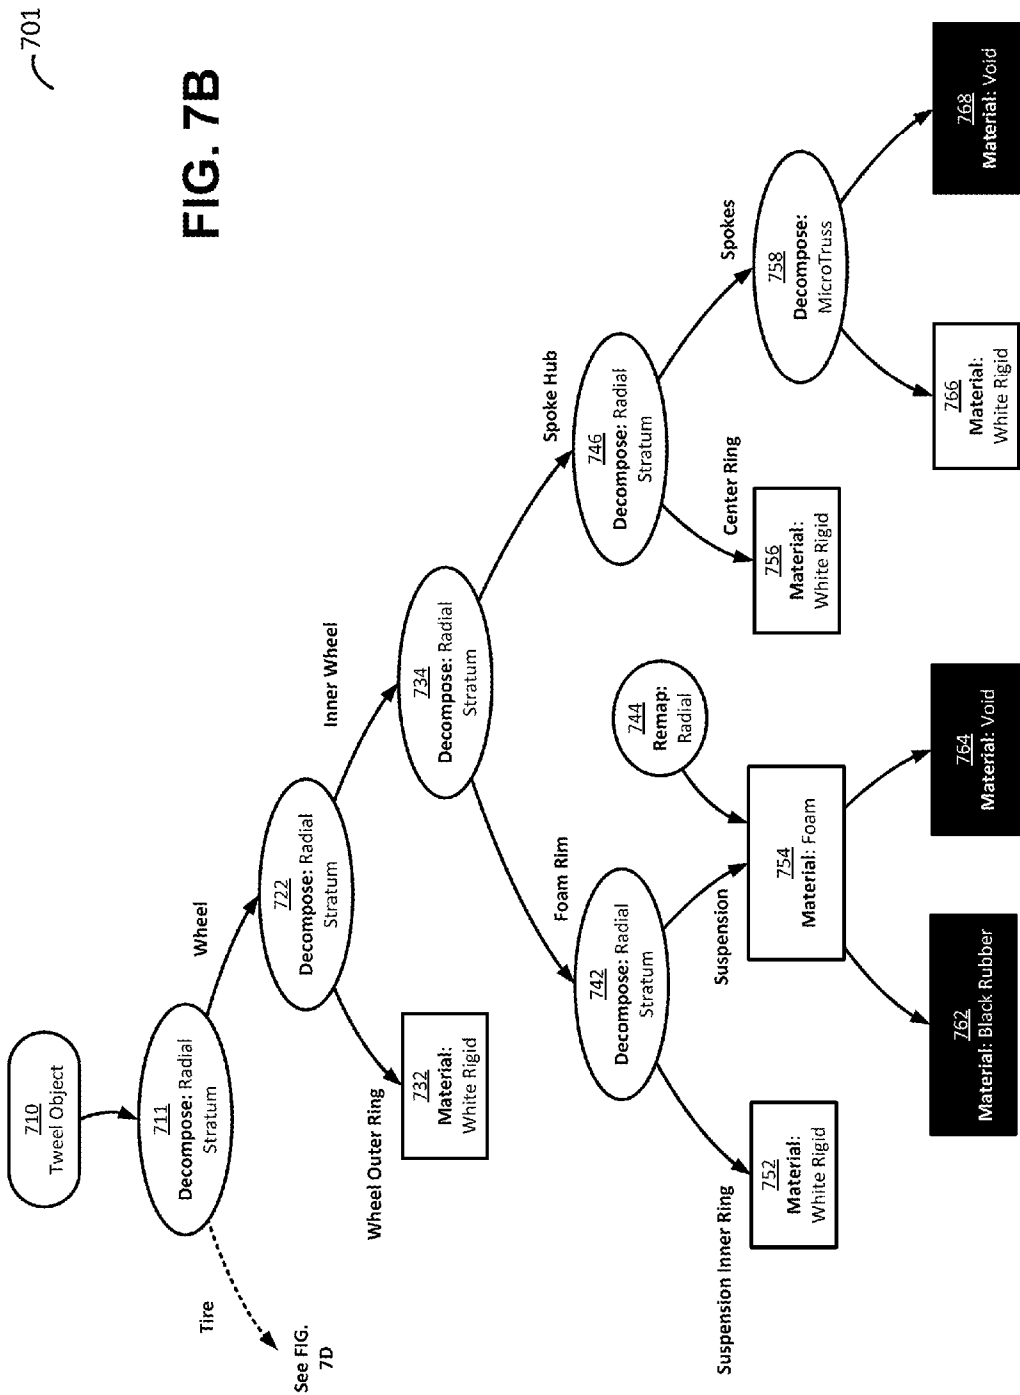 701
FIG. 7B
710
Tweel Object
711
Decompose: Radial
Stratum
Tire
See FIG.
7D
Wheel
722
Decompose: Radial
Stratum
Wheel Outer Ring
732
Material:
White Rigid
Inner Wheel
734
Decompose: Radial
Stratum
Foam Rim
742
Decompose: Radial
Stratum
Suspension Inner Ring
752
Material:
White Rigid
Suspension
744
Remap:
Radial
754
Material: Foam
762
Material: Black Rubber
764
Material: Void
Spoke Hub
746
Decompose: Radial
Stratum
Center Ring
756
Material:
White Rigid
Spokes
758
Decompose:
MicroTruss
766
Material:
White Rigid
768
Material: Void